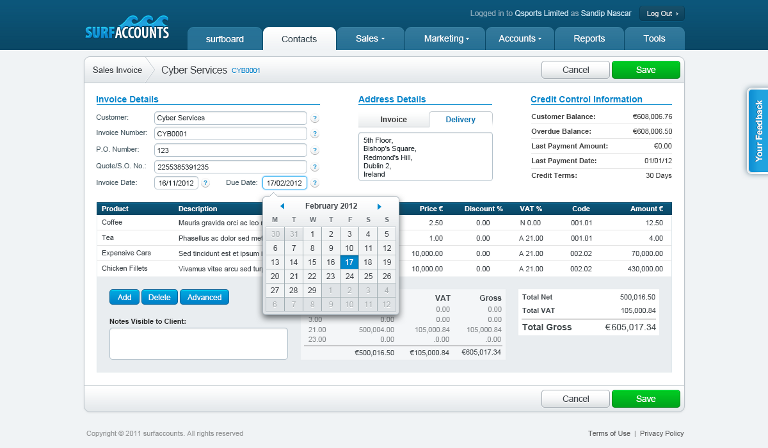 Logged in to Qsports Limited as Sandip Nascar
Log Out
SURFACCOUNTS
surfboard
Contacts
Sales
Marketing
Accounts
Reports
Tools
Sales Invoice
Cyber Services CYB0001
Cancel
Save
Your Feedback
Invoice Details
Customer: Cyber Services ?
Invoice Number: CYB0001 ?
P.O. Number: 123 ?
Quote/S.O. No.: 2255385391235 ?
Invoice Date: 16/11/2012 ? Due Date: 17/02/2012 ?
Address Details
Invoice Delivery
5th Floor,
Bishop's Square,
Redmond's Hill,
Dublin 2,
Ireland
Credit Control Information
Customer Balance: €608,006.76
Overdue Balance: €608,006.50
Last Payment Amount: €0.00
Last Payment Date: 01/01/12
Credit Terms: 30 Days
Product Description Price € Discount % VAT % Code Amount €
Coffee Mauris gravida orci ac leo 2.50 0.00 N 0.00 001.01 12.50
Tea Phasellus ac dolor sed 1.00 0.00 A 21.00 001.01 4.00
Expensive Care Sed tincidunt est et ipsum 10,000.00 0.00 A 21.00 002.02 70,000.00
Chicken Fillets Vivamus vitae arcu sed 10,000.00 0.00 A 21.00 002.02 430,000.00
February 2012
M T W T F S S
30 31 1 2 3 4 5
6 7 8 9 10 11 12
13 14 15 16 17 18 19
20 21 22 23 24 25 26
27 28 29 1 2 3 4
6 7 8 9 10 11 12
Add Delete Advanced
Notes Visible to Client:
VAT Gross
0.00 0.00
3.00 0.00 0.00 0.00
21.00 500,004.00 105,000.84 105,000.84
23.00 0.00 .00 .00
€500,016.50 €105,000.84 €605,017.34
Total Net 500,016.50
Total VAT 105,000.84
Total Gross €605,017.34
Cancel
Save
Copyright © 2011 surfaccounts. All rights reserved
Terms of Use | Privacy Policy